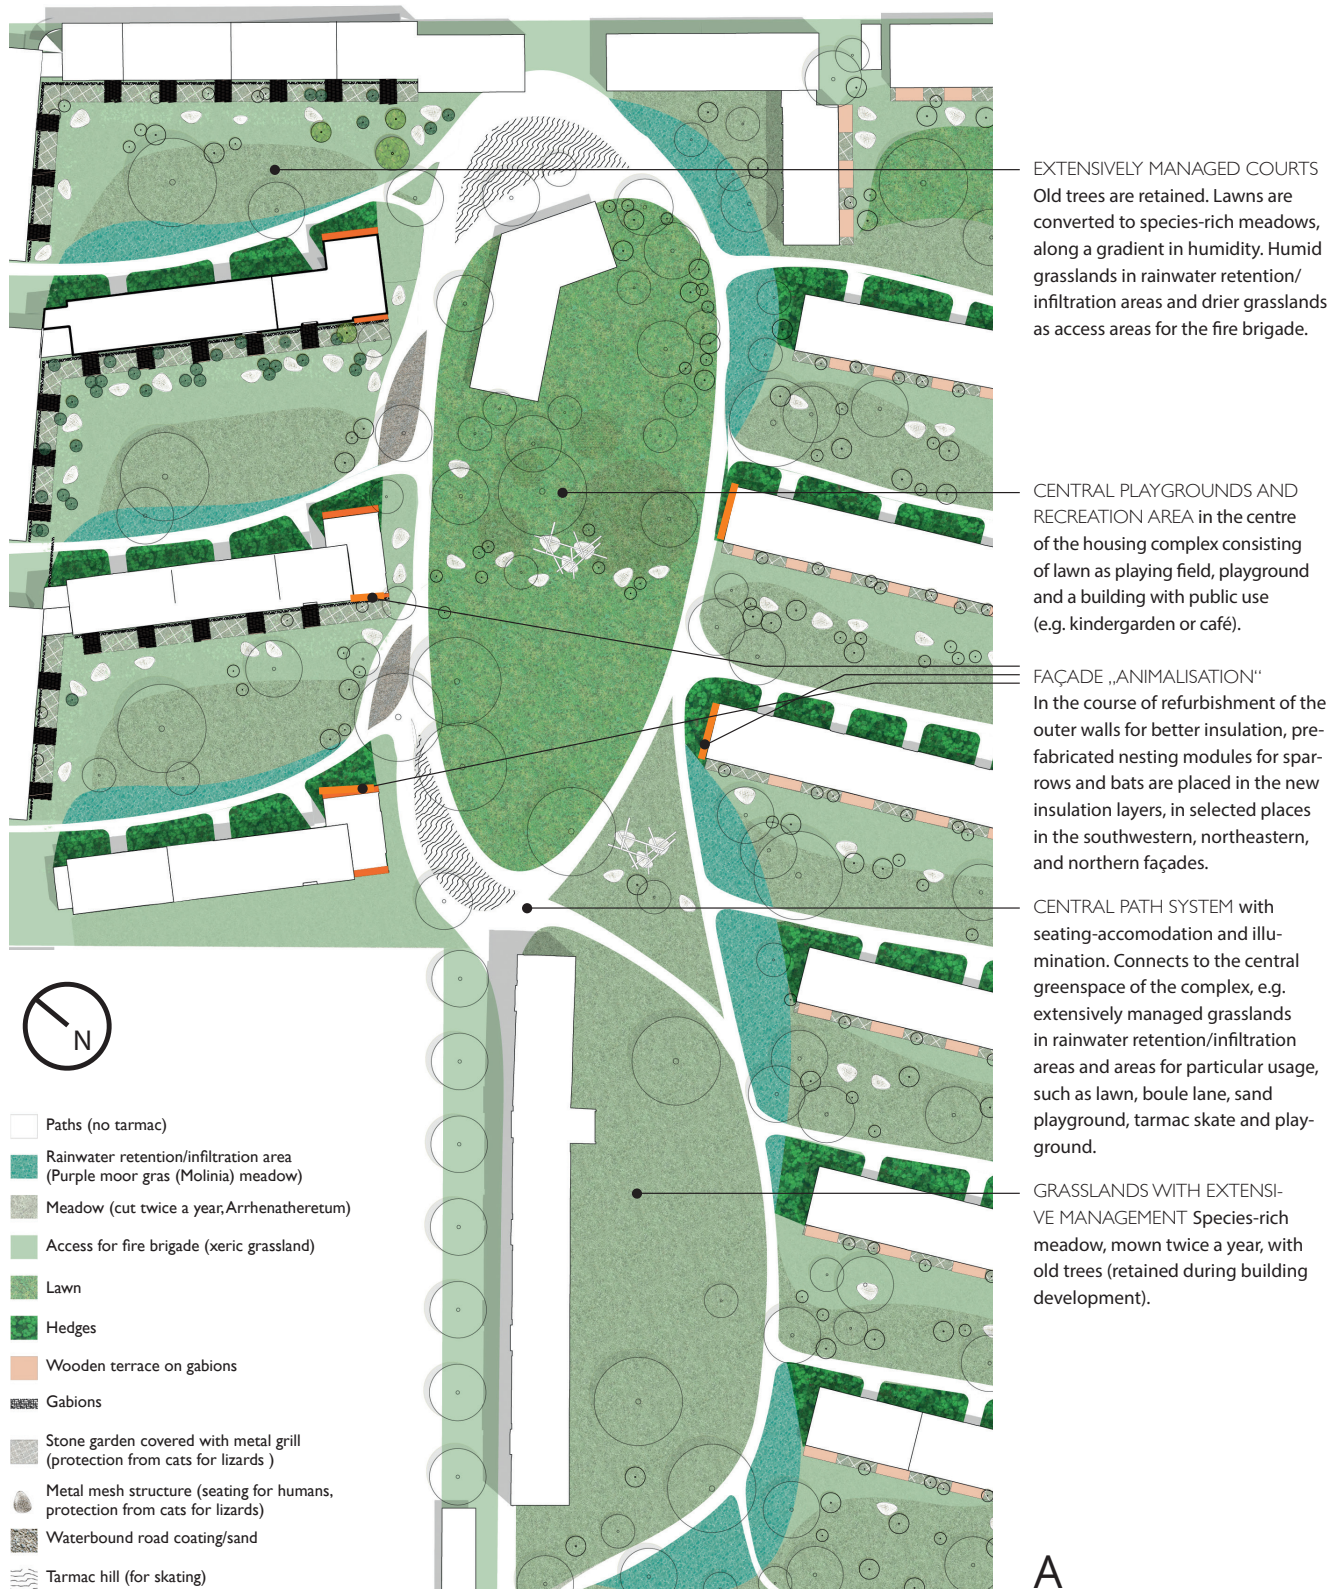 EXTENSIVELY MANAGED COURTS
Old trees are retained. Lawns are
converted to species-rich meadows,
along a gradient in humidity. Humid
grasslands in rainwater retention/
infiltration areas and drier grasslands
as access areas for the fire brigade.
CENTRAL PLAYGROUNDS AND
RECREATION AREA in the centre
of the housing complex consisting
of lawn as playing field, playground
and a building with public use
(e.g. kindergarden or café).
FAÇADE „ANIMALISATION“
In the course of refurbishment of the
outer walls for better insulation, pre-
fabricated nesting modules for spar-
rows and bats are placed in the new
insulation layers, in selected places
in the southwestern, northeastern,
and northern façades.
CENTRAL PATH SYSTEM with
seating-accomodation and illu-
mination. Connects to the central
greenspace of the complex, e.g.
extensively managed grasslands
in rainwater retention/infiltration
areas and areas for particular usage,
such as lawn, boule lane, sand
playground, tarmac skate and play-
ground.
GRASSLANDS WITH EXTENSI-
VE MANAGEMENT Species-rich
meadow, mown twice a year, with
old trees (retained during building
development).
N
Paths (no tarmac)
Rainwater retention/infiltration area
(Purple moor gras (Molinia) meadow)
Meadow (cut twice a year, Arrhenatheretum)
Access for fire brigade (xeric grassland)
Lawn
Hedges
Wooden terrace on gabions
Gabions
Stone garden covered with metal grill
(protection from cats for lizards )
Metal mesh structure (seating for humans,
protection from cats for lizards)
Waterbound road coating/sand
Tarmac hill (for skating)
A